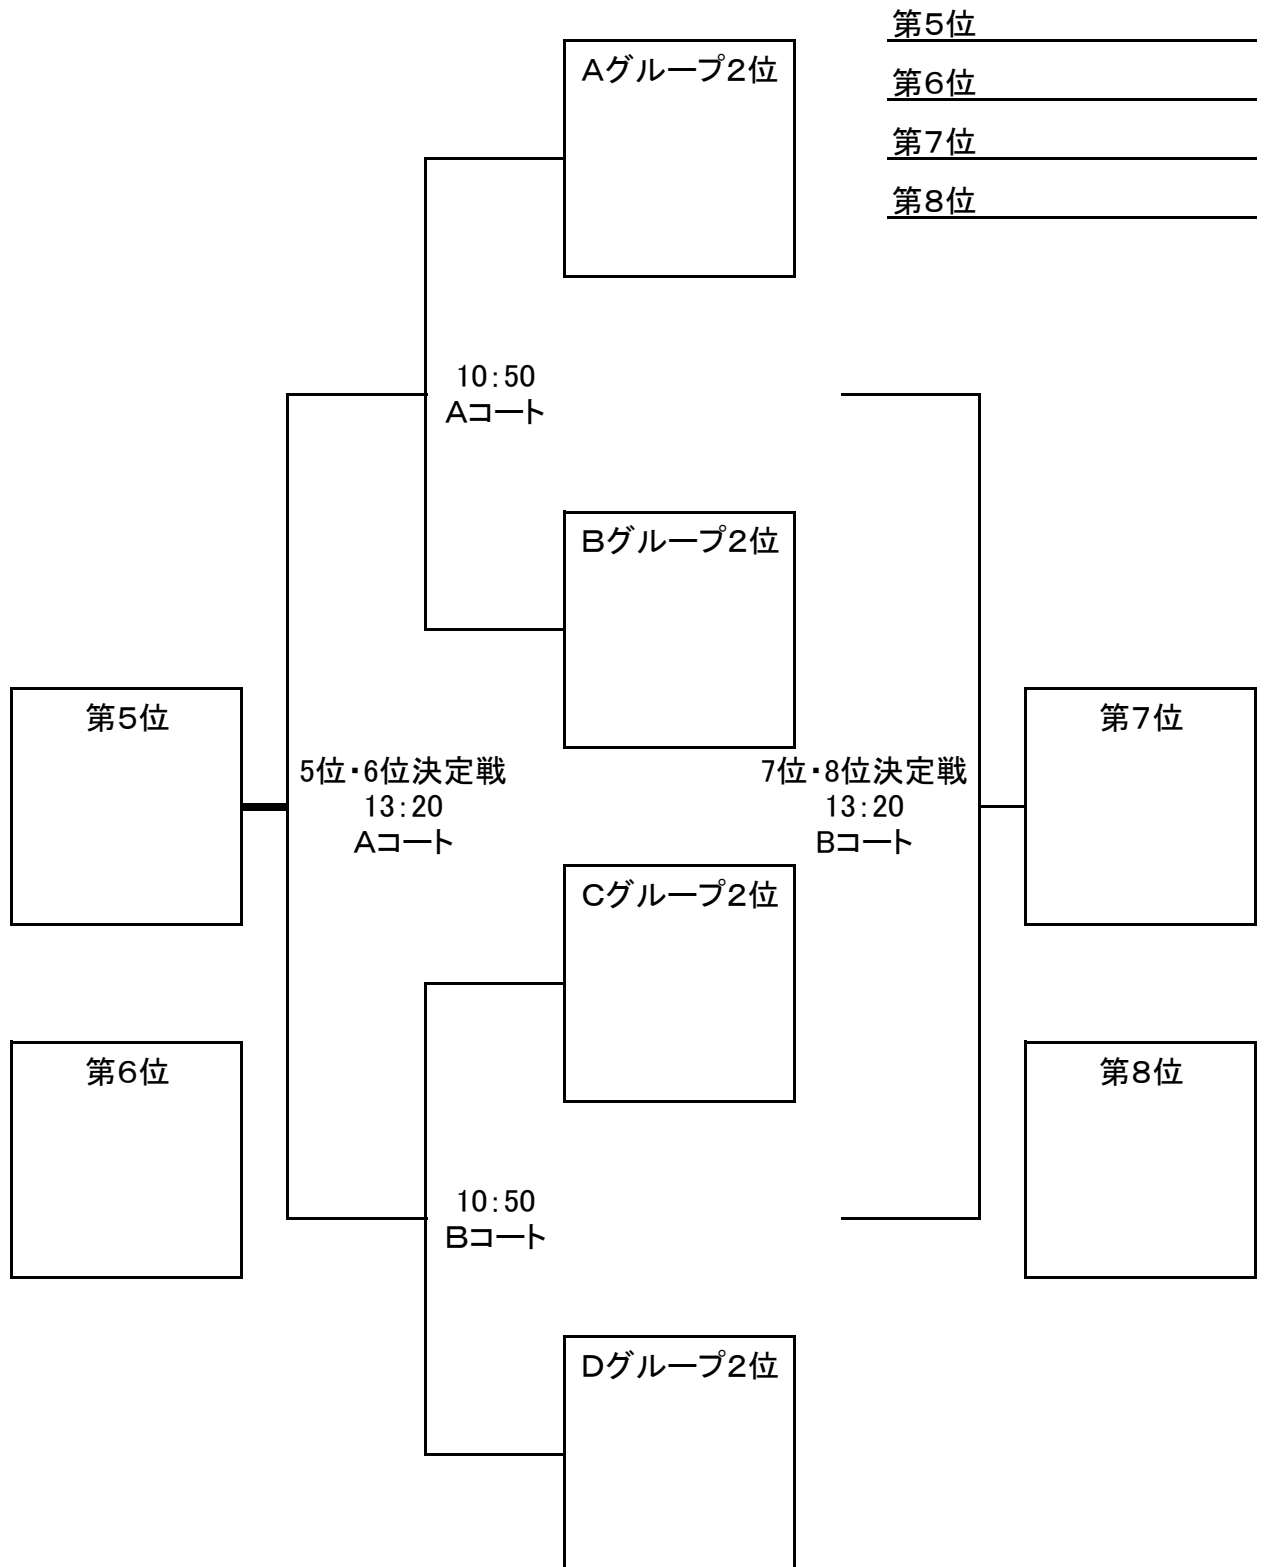 第５位
Ａグループ２位
第６位
第７位
第８位
10:50
Ａコート
Ｂグループ２位
第５位
第７位
5位・6位決定戦
13:20
Ａコート
7位・8位決定戦
13:20
Ｂコート
Ｃグループ２位
第６位
第８位
10:50
Ｂコート
Ｄグループ２位